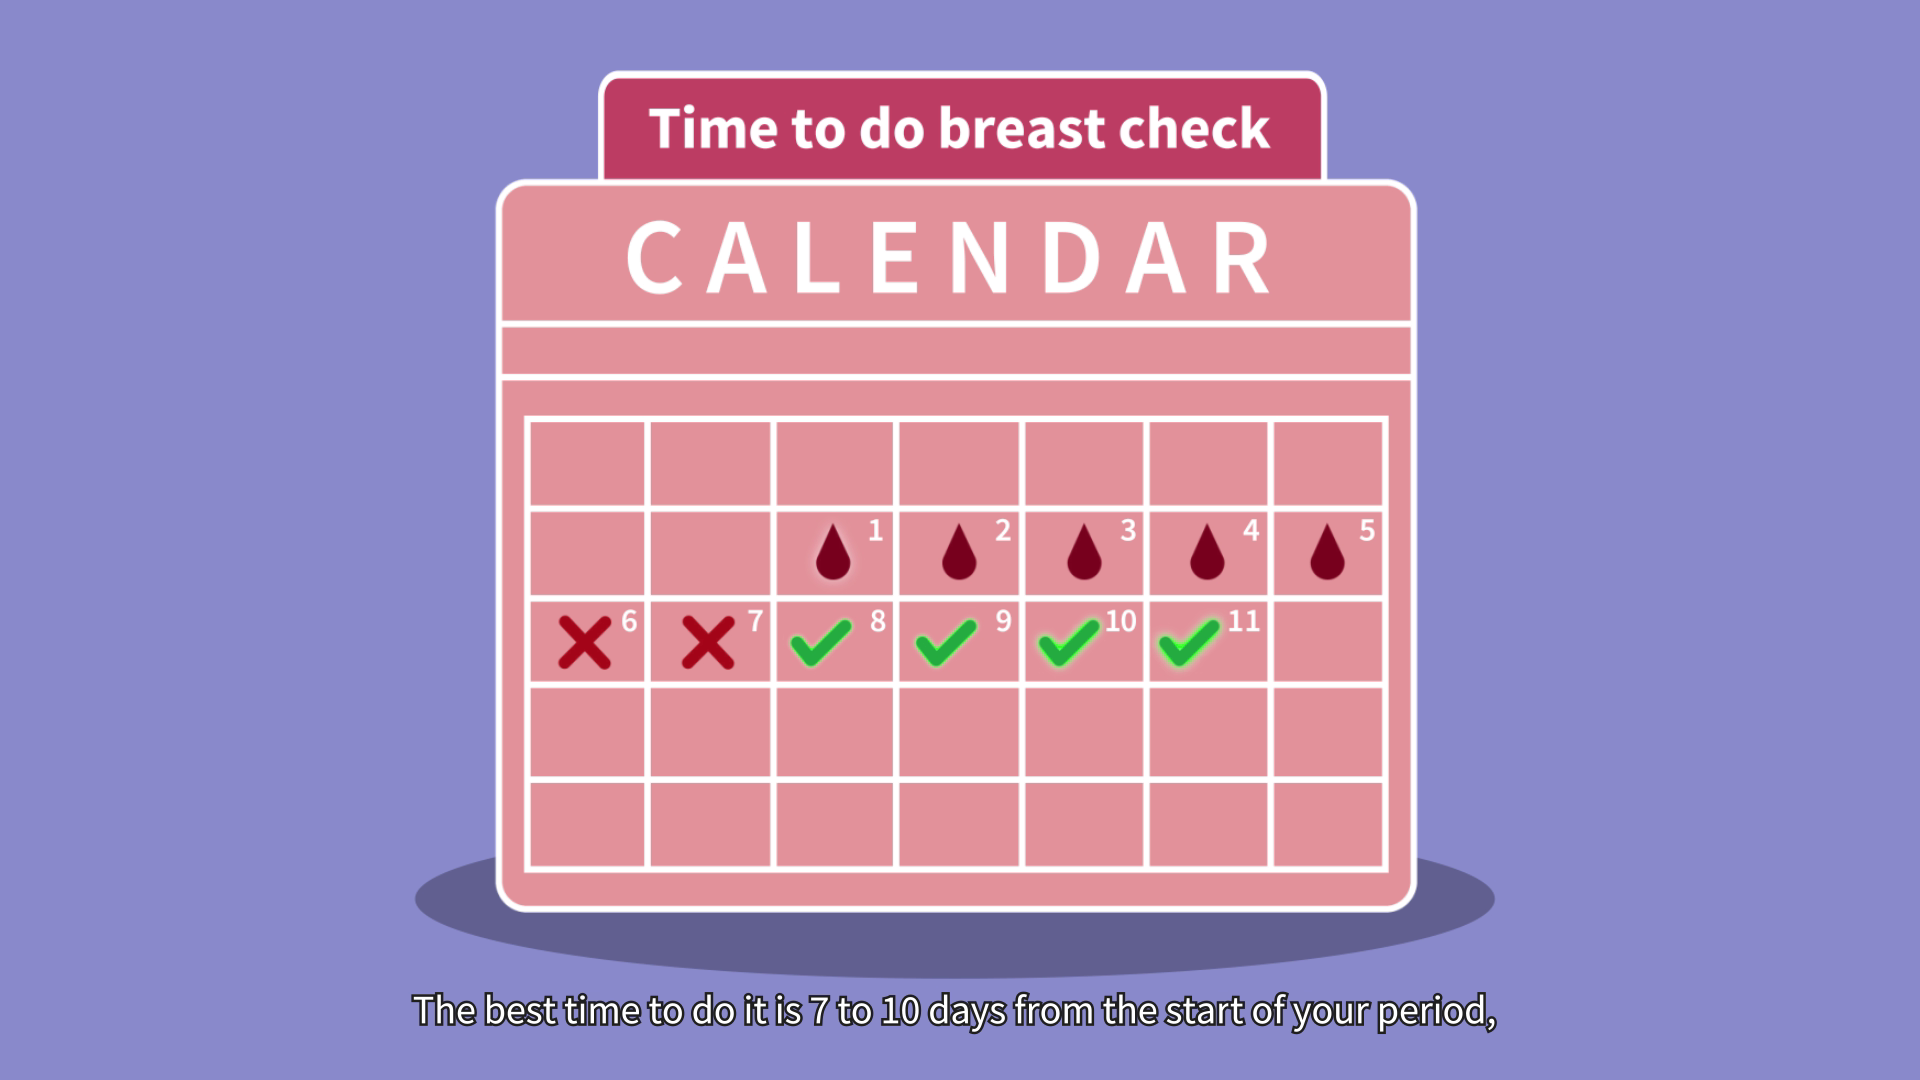 Time to do breast check
CALENDAR
1 2 3 4 5
6 7 8 9 10 11
The best time to do it is 7 to 10 days from the start of your period,